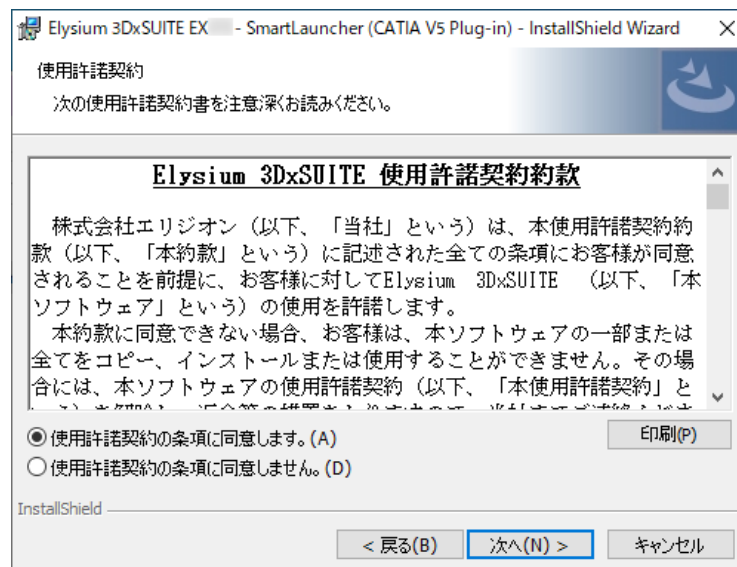 Elysium 3DxSUITE EX - SmartLauncher (CATIA V5 Plug-in) - InstallShield Wizard
使用許諾契約
次の使用許諾契約書を注意深くお読みください。
Elysium 3DxSUITE 使用許諾契約約款
株式会社エリジオン（以下、「当社」という）は、本使用許諾契約約
款（以下、「本約款」という）に記述された全ての条項にお客様が同意
されることを前提に、お客様に対してElysium 3DxSUITE （以下、「本
ソフトウェア」という）の使用を許諾します。
本約款に同意できない場合、お客様は、本ソフトウェアの一部または
全てをコピー、インストールまたは使用することができません。その場
合には、本ソフトウェアの使用許諾契約（以下、「本使用許諾契約」と
使用許諾契約の条項に同意します。(A)
印刷(P)
使用許諾契約の条項に同意しません。(D)
InstallShield
< 戻る(B)
次へ(N) >
キャンセル